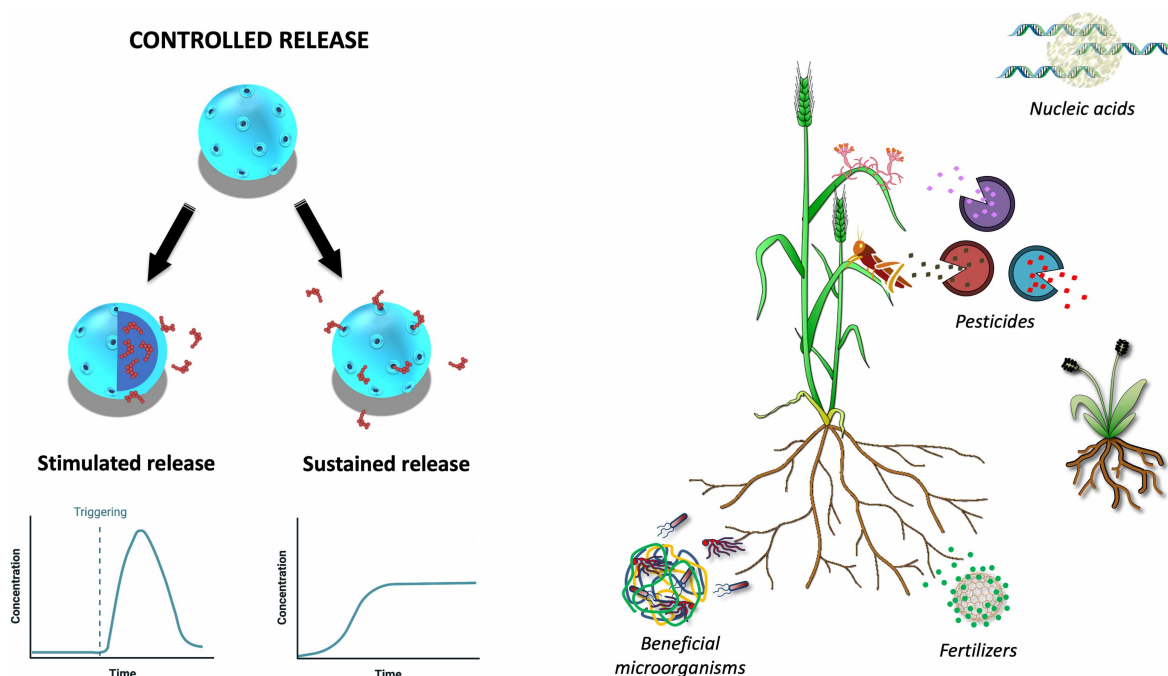 CONTROLLED RELEASE
Stimulated release
Sustained release
Triggering
Concentration
Time
Concentration
Time
Nucleic acids
Pesticides
Beneficial
microorganisms
Fertilizers